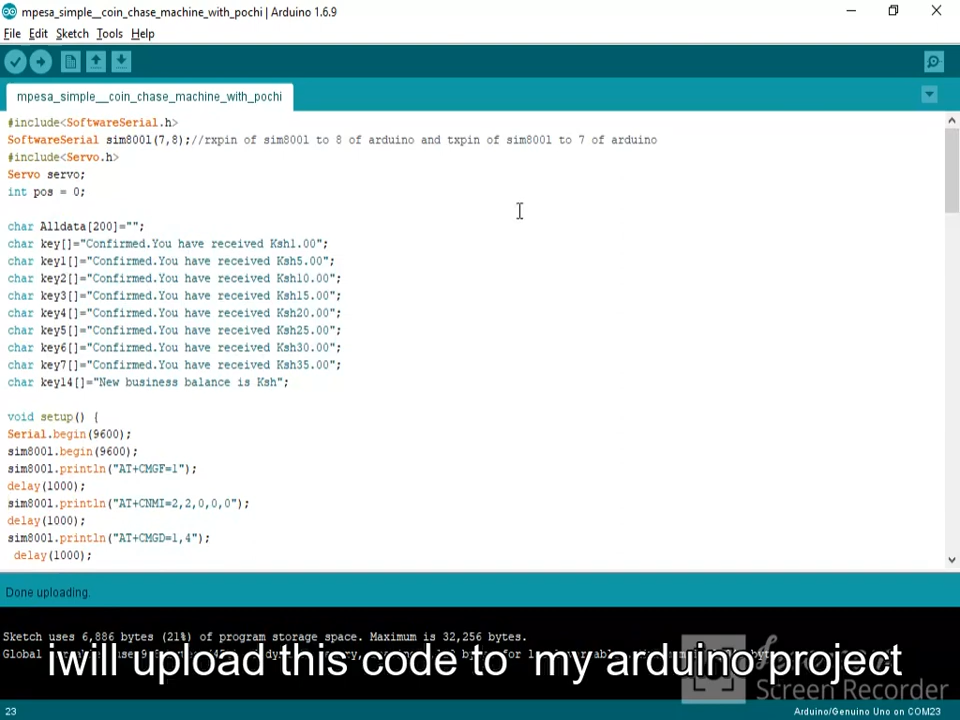 mpesa_simple__coin_chase_machine_with_pochi | Arduino 1.6.9
File Edit Sketch Tools Help
mpesa_simple__coin_chase_machine_with_pochi
#include<SoftwareSerial.h>
SoftwareSerial sim800l(7,8);//rxpin of sim800l to 8 of arduino and txpin of sim800l to 7 of arduino
#include<Servo.h>
Servo servo;
int pos = 0;
char Alldata[200]="";
char key[]="Confirmed.You have received Ksh1.00";
char key1[]="Confirmed.You have received Ksh5.00";
char key2[]="Confirmed.You have received Ksh10.00";
char key3[]="Confirmed.You have received Ksh15.00";
char key4[]="Confirmed.You have received Ksh20.00";
char key5[]="Confirmed.You have received Ksh25.00";
char key6[]="Confirmed.You have received Ksh30.00";
char key7[]="Confirmed.You have received Ksh35.00";
char key14[]="New business balance is Ksh";
void setup() {
Serial.begin(9600);
sim800l.begin(9600);
sim800l.println("AT+CMGF=1");
delay(1000);
sim800l.println("AT+CNMI=2,2,0,0,0");
delay(1000);
sim800l.println("AT+CMGD=1,4");
delay(1000);
Done uploading.
Sketch uses 6,886 bytes (21%) of program storage space. Maximum is 32,256 bytes.
Global
iwill upload this code to my arduino project
Screen Recorder
23 Arduino/Genuino Uno on COM23